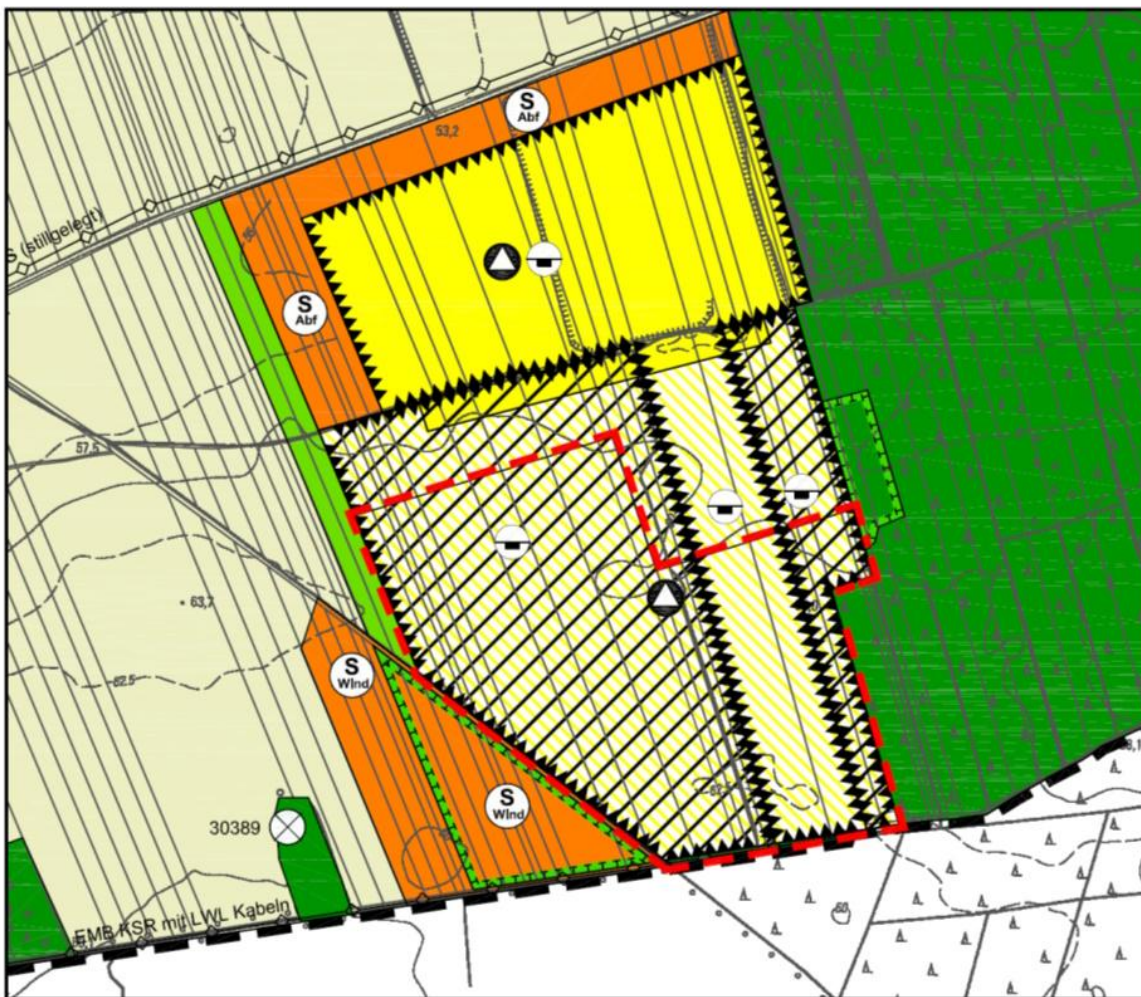 S
Abf
53,2
S (stillgelegt)
S
Abf
57,5
63,7
62,5
S
Wind
S
Wind
30389
EMB KSR mit LWL Kabeln
60